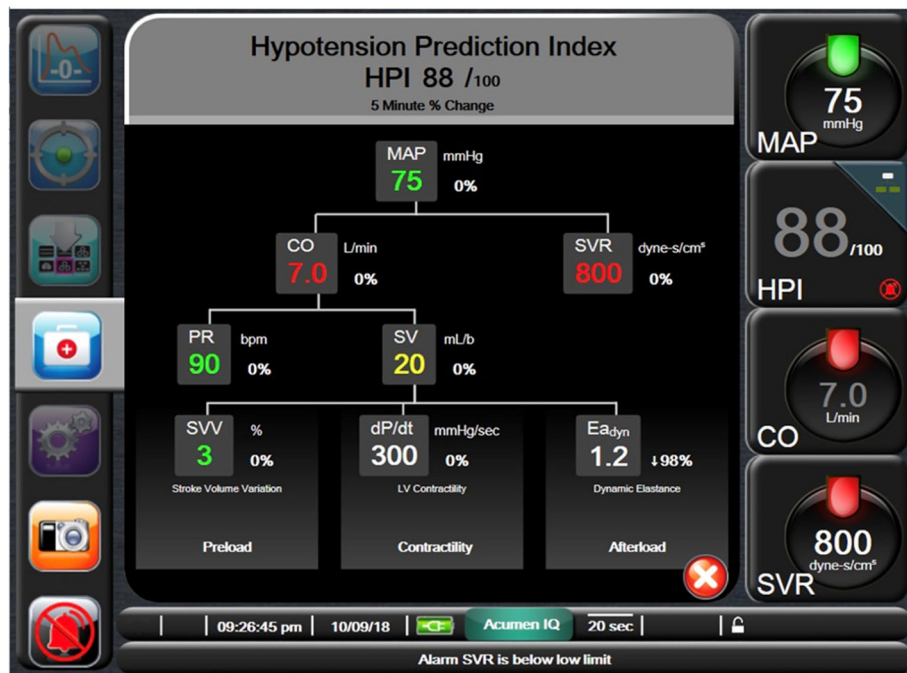 -0-
Hypotension Prediction Index
HPI 88 /100
5 Minute % Change
MAP mmHg
75 0%
CO L/min
7.0 0%
SVR dyne-s/cm⁵
800 0%
PR bpm
90 0%
SV mL/b
20 0%
SVV %
3 0%
Stroke Volume Variation
Preload
dP/dt mmHg/sec
300 0%
LV Contractility
Contractility
Eadyn
1.2 ↓98%
Dynamic Elastance
Afterload
75
mmHg
MAP
88 /100
HPI
7.0
L/min
CO
800
dyne-s/cm⁵
SVR
09:26:45 pm 10/09/18 Acumen IQ 20 sec
Alarm SVR is below low limit